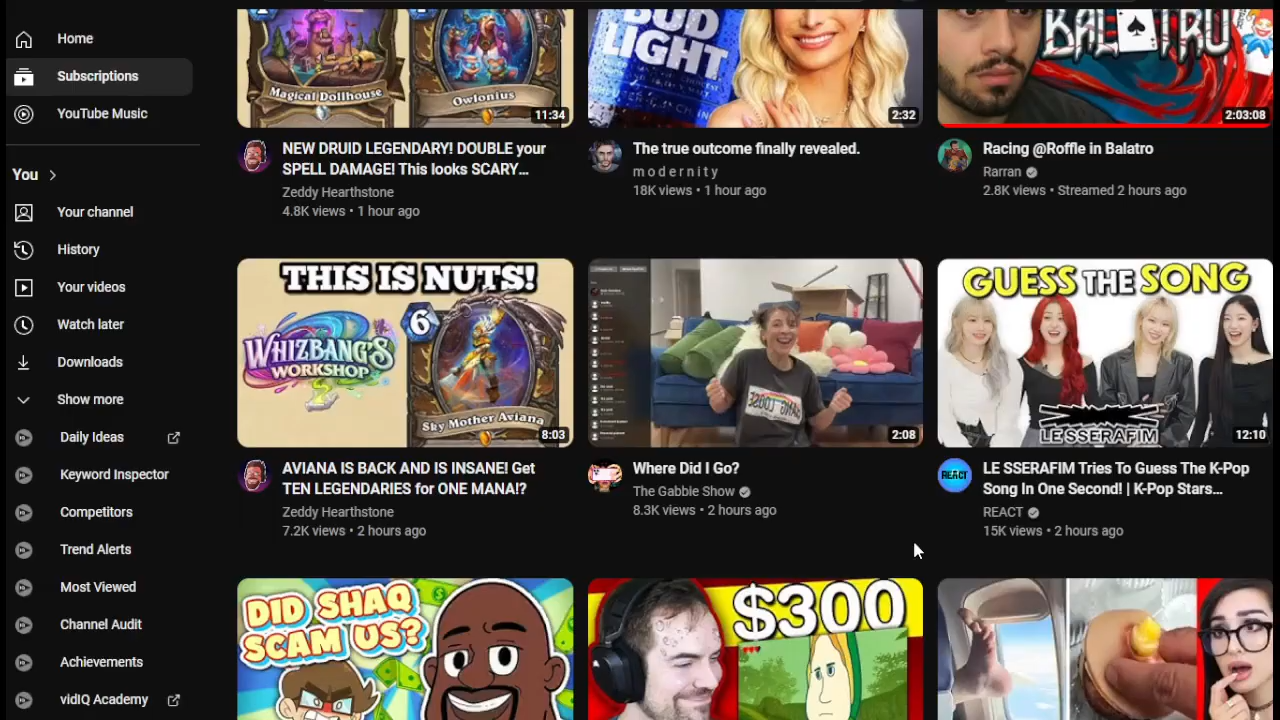 Home
Subscriptions
YouTube Music
You
Your channel
History
Your videos
Watch later
Downloads
Show more
Daily Ideas
Keyword Inspector
Competitors
Trend Alerts
Most Viewed
Channel Audit
Achievements
vidIQ Academy
Magical Dollhouse
Owlonius
11:34
NEW DRUID LEGENDARY! DOUBLE your
SPELL DAMAGE! This looks SCARY...
Zeddy Hearthstone
4.8K views • 1 hour ago
BUD
LIGHT
2:32
The true outcome finally revealed.
m o d e r n i t y
18K views • 1 hour ago
BALATRO
2:03:08
Racing @Roffle in Balatro
Rarran
2.8K views • Streamed 2 hours ago
THIS IS NUTS!
WHIZBANG'S
WORKSHOP
6
Sky Mother Aviana
8:03
AVIANA IS BACK AND IS INSANE! Get
TEN LEGENDARIES for ONE MANA!?
Zeddy Hearthstone
7.2K views • 2 hours ago
2:08
Where Did I Go?
The Gabbie Show
8.3K views • 2 hours ago
GUESS THE SONG
LE SSERAFIM
12:10
REACT
LE SSERAFIM Tries To Guess The K-Pop
Song In One Second! | K-Pop Stars...
REACT
15K views • 2 hours ago
DID SHAQ
SCAM US?
$300